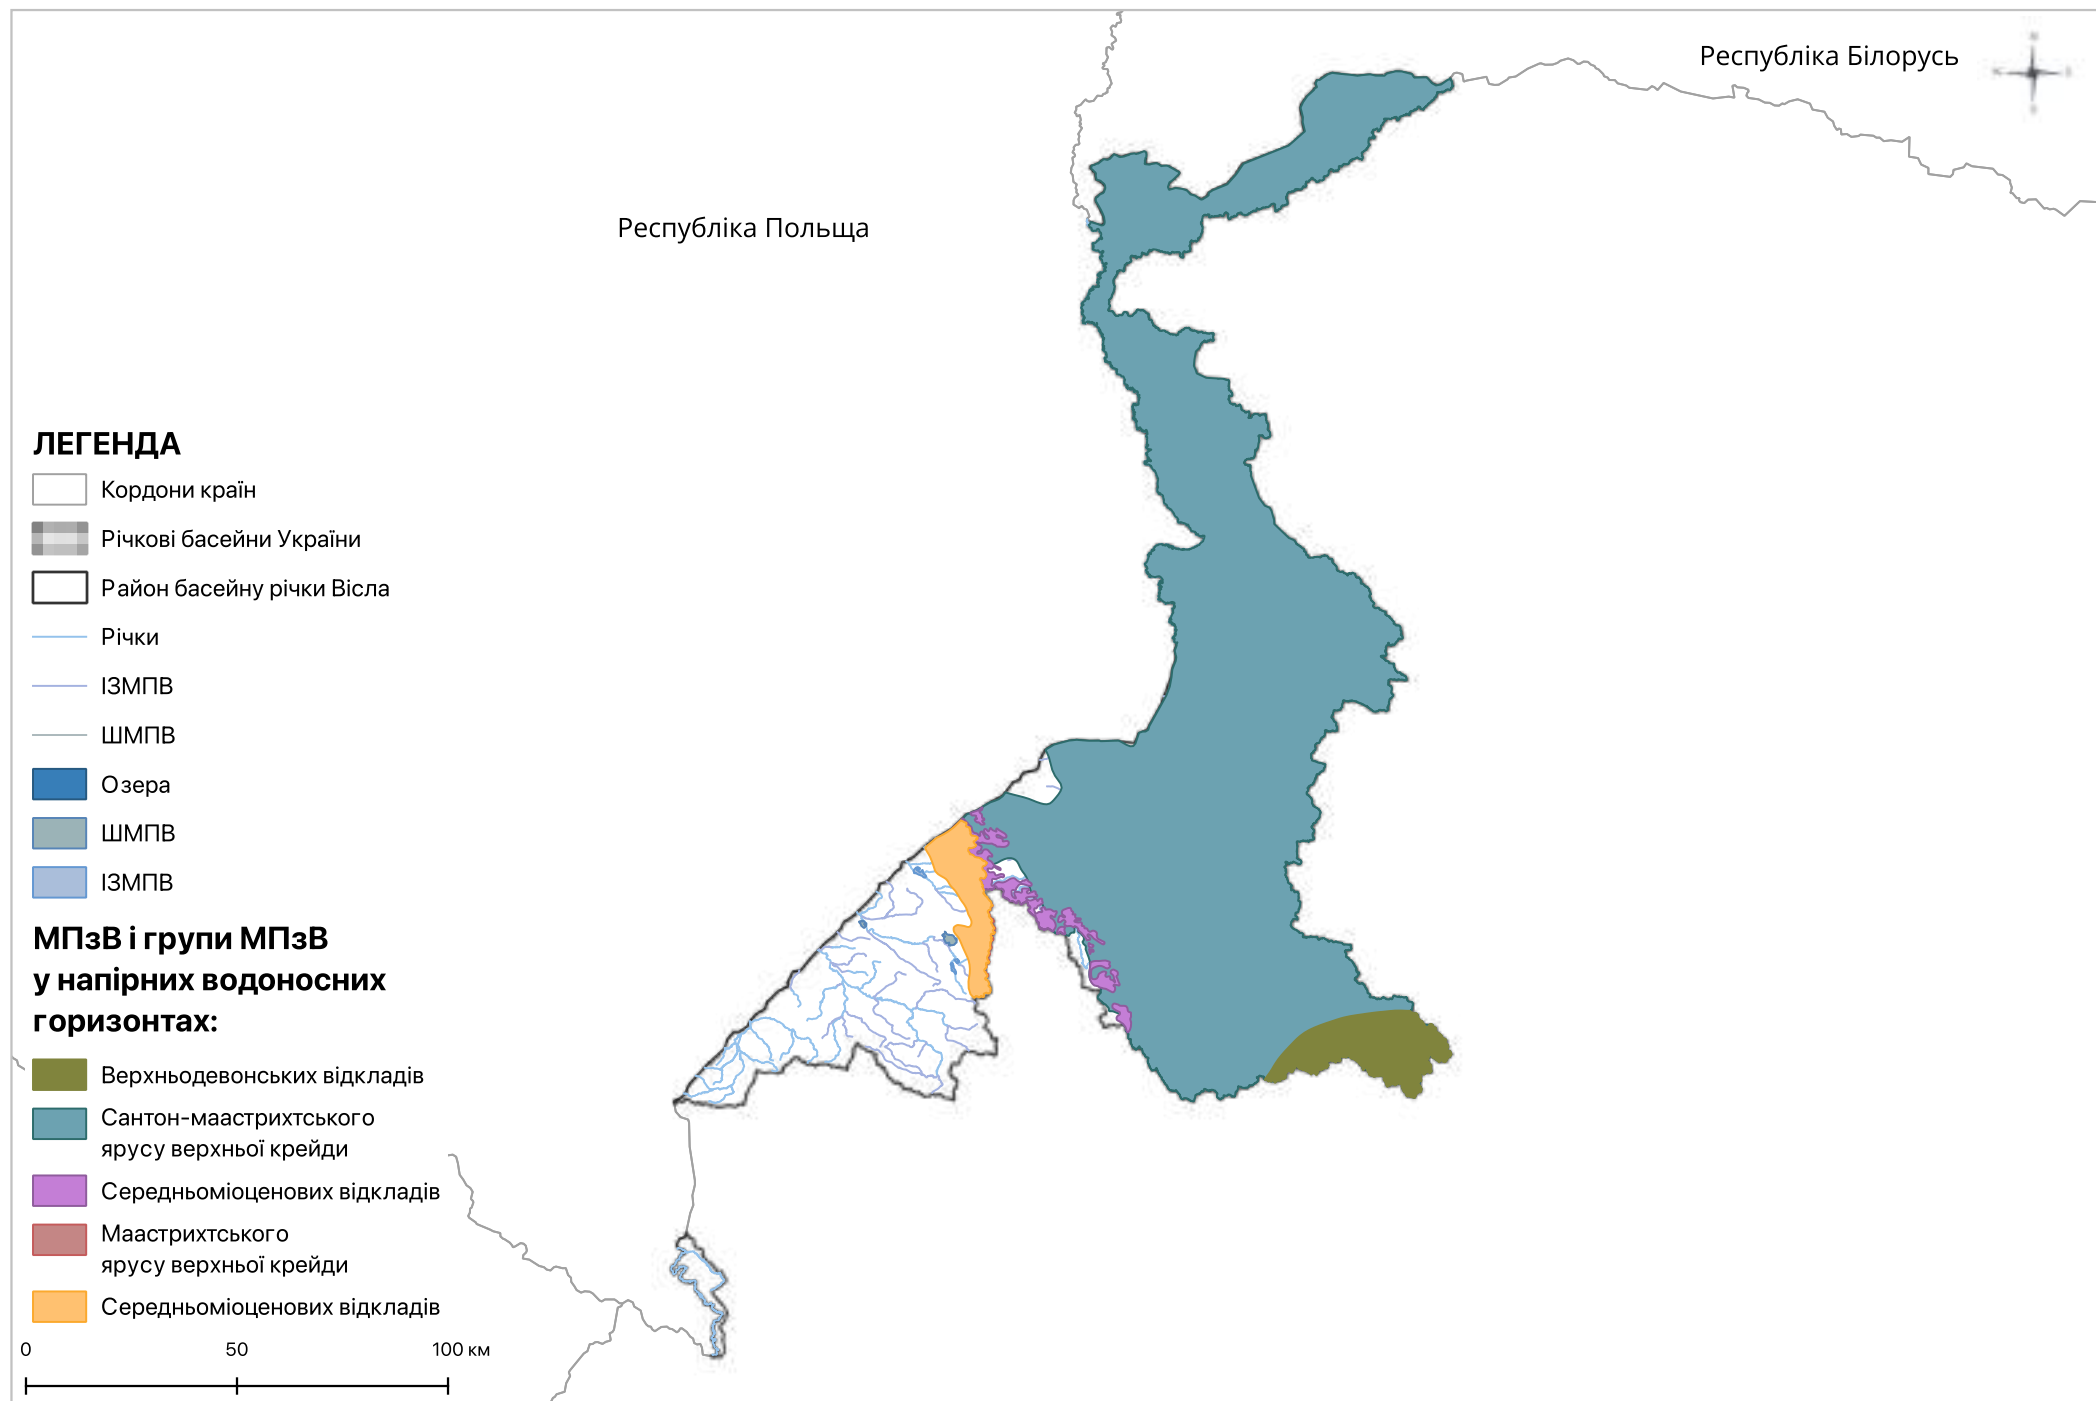 Республіка Білорусь
Республіка Польща
ЛЕГЕНДА
Кордони країн
Річкові басейни України
Район басейну річки Вісла
Річки
ІЗМПВ
ШМПВ
Озера
ШМПВ
ІЗМПВ
МПзВ і групи МПзВ
у напірних водоносних
горизонтах:
Верхньодевонських відкладів
Сантон-маастрихтського
ярусу верхньої крейди
Середньоміоценових відкладів
Маастрихтського
ярусу верхньої крейди
Середньоміоценових відкладів
0 50 100 км